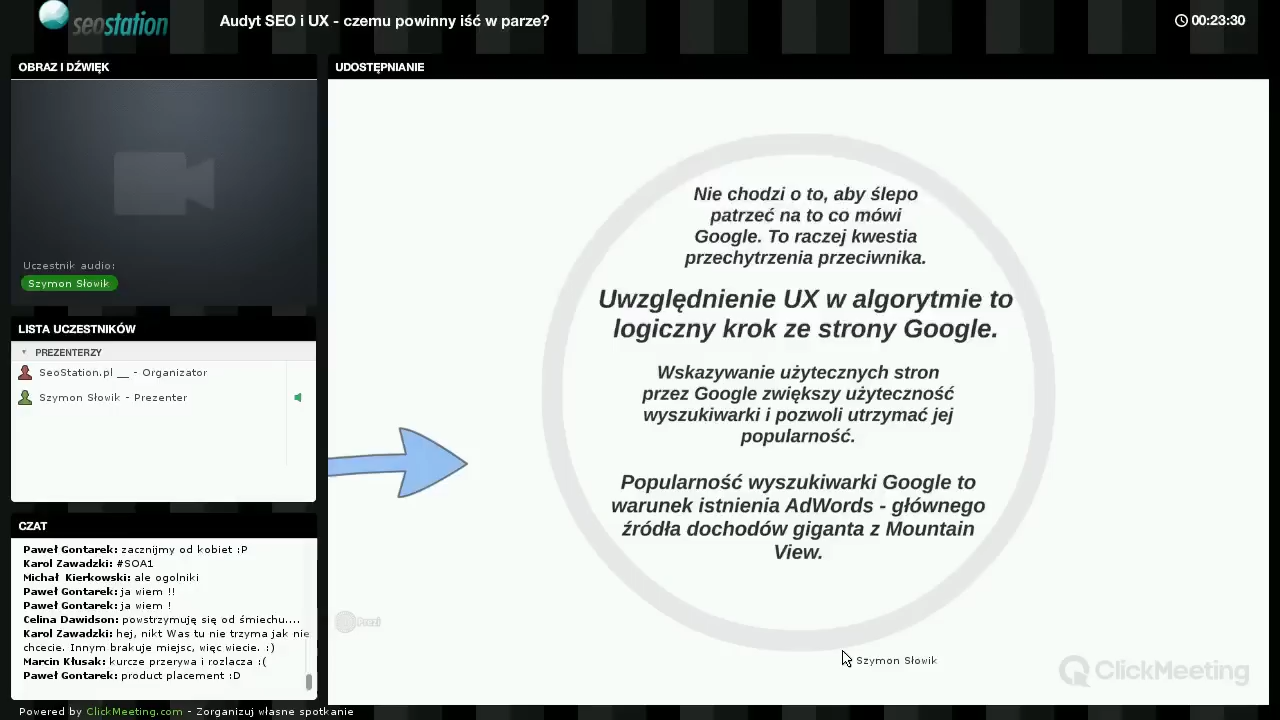 seostation
Audyt SEO i UX - czemu powinny iść w parze?
00:23:30
OBRAZ I DŹWIĘK
Uczestnik audio:
Szymon Słowik
LISTA UCZESTNIKÓW
PREZENTERZY
SeoStation.pl __ - Organizator
Szymon Słowik - Prezenter
CZAT
Paweł Gontarek: zacznijmy od kobiet :P
Karol Zawadzki: #SOA1
Michał Kierkowski: ale ogolniki
Paweł Gontarek: ja wiem !!
Paweł Gontarek: ja wiem !
Celina Dawidson: powstrzymuję się od śmiechu....
Karol Zawadzki: hej, nikt Was tu nie trzyma jak nie
chcecie. Innym brakuje miejsc, więc wiecie. :)
Marcin Kłusak: kurcze przerywa i rozlacza :(
Paweł Gontarek: product placement :D
Powered by ClickMeeting.com - Zorganizuj własne spotkanie
UDOSTĘPNIANIE
Nie chodzi o to, aby ślepo
patrzeć na to co mówi
Google. To raczej kwestia
przechytrzenia przeciwnika.
Uwzględnienie UX w algorytmie to
logiczny krok ze strony Google.
Wskazywanie użytecznych stron
przez Google zwiększy użyteczność
wyszukiwarki i pozwoli utrzymać jej
popularność.
Popularność wyszukiwarki Google to
warunek istnienia AdWords - głównego
źródła dochodów giganta z Mountain
View.
Prezi
Szymon Słowik
ClickMeeting